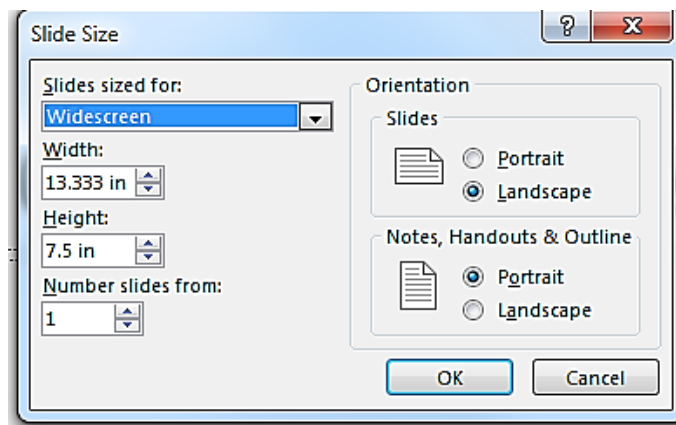 Slide Size
?
Slides sized for:
Widescreen
Width:
13.333 in
Height:
7.5 in
Number slides from:
1
Orientation
Slides
Portrait
Landscape
Notes, Handouts & Outline
Portrait
Landscape
OK
Cancel